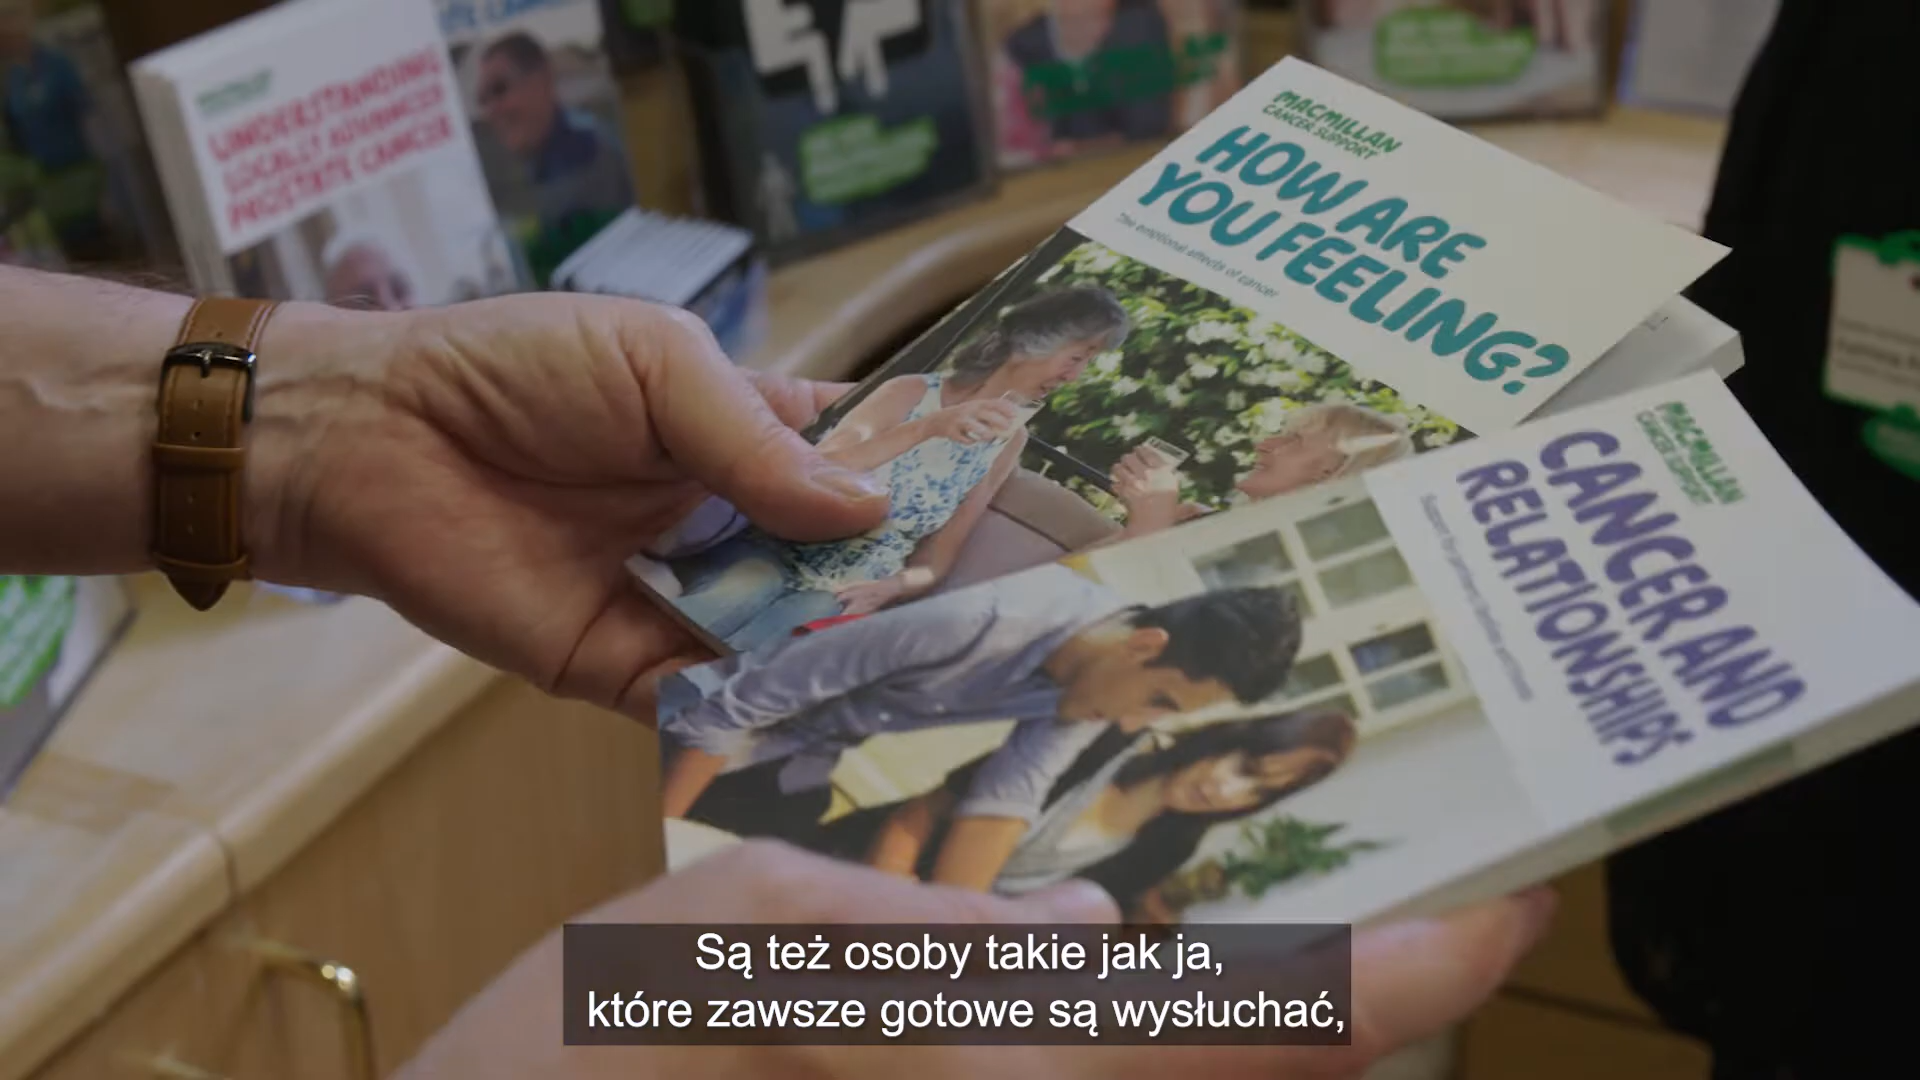 UNDERSTANDING
LOCALLY ADVANCED
PROSTATE CANCER
MACMILLAN
CANCER SUPPORT
HOW ARE
YOU FEELING?
The emotional effects of cancer
MACMILLAN
CANCER SUPPORT
CANCER AND
RELATIONSHIPS
Są też osoby takie jak ja,
które zawsze gotowe są wysłuchać,